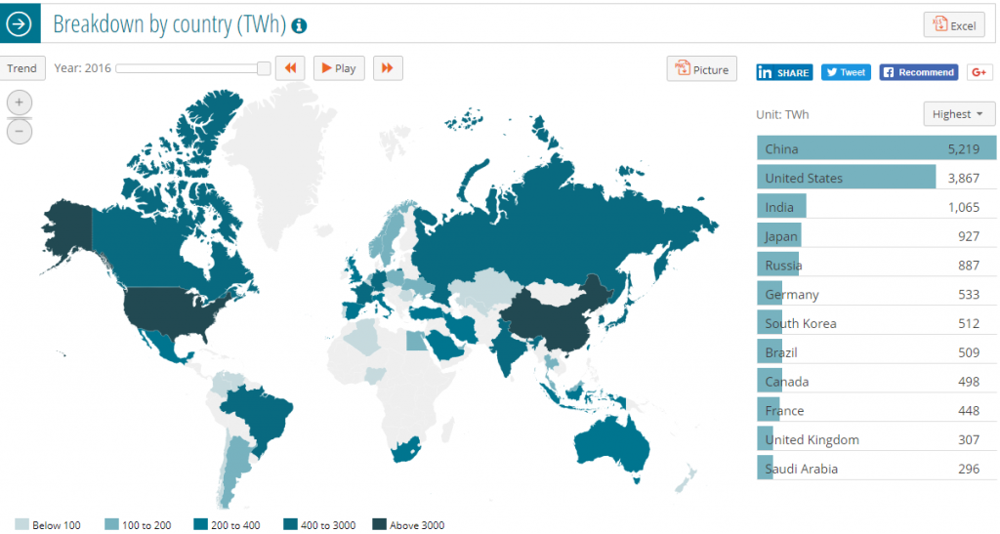 Breakdown by country (TWh) i
XLS Excel
Trend Year: 2016 Play
PNG Picture
in SHARE Tweet Recommend G+
+
−
Unit: TWh Highest
China 5,219
United States 3,867
India 1,065
Japan 927
Russia 887
Germany 533
South Korea 512
Brazil 509
Canada 498
France 448
United Kingdom 307
Saudi Arabia 296
Below 100 100 to 200 200 to 400 400 to 3000 Above 3000